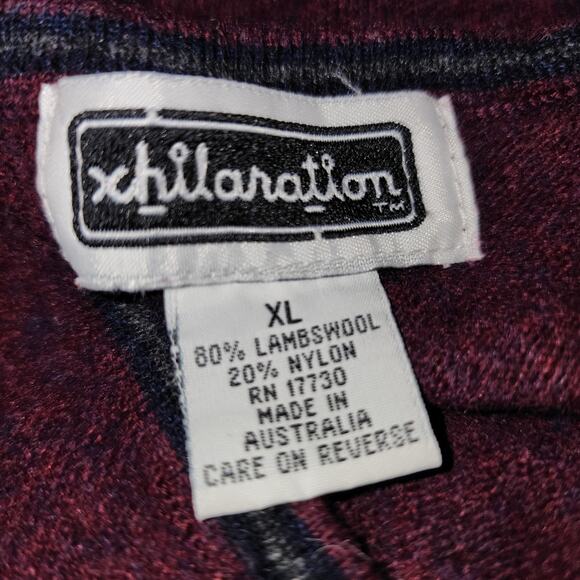 xhilaration
TM
XL
80% LAMBSWOOL
20% NYLON
RN 17730
MADE IN
AUSTRALIA
CARE ON REVERSE